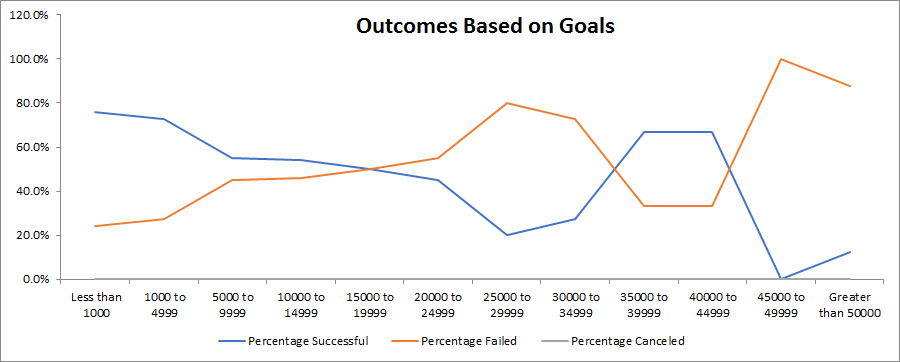 Outcomes Based on Goals
120.0%
100.0%
80.0%
60.0%
40.0%
20.0%
0.0%
Less than
1000
1000 to
4999
5000 to
9999
10000 to
14999
15000 to
19999
20000 to
24999
25000 to
29999
30000 to
34999
35000 to
39999
40000 to
44999
45000 to
49999
Greater
than 50000
Percentage Successful
Percentage Failed
Percentage Canceled